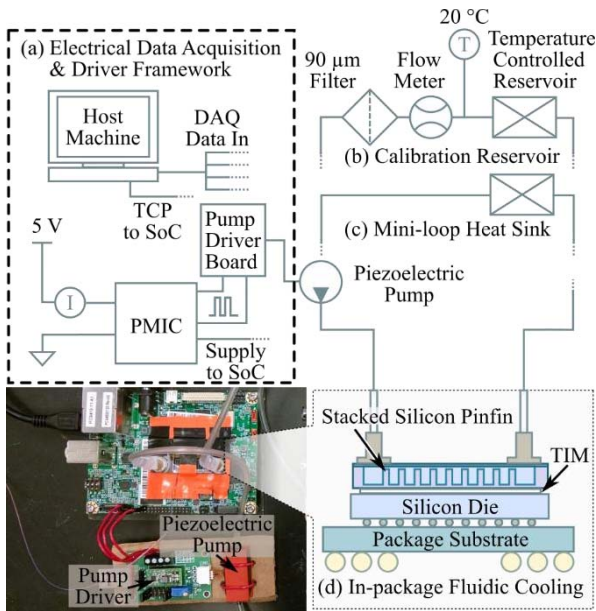 (a) Electrical Data Acquisition
& Driver Framework
Host
Machine
DAQ
Data In
TCP
to SoC
5 V
I
PMIC
Pump
Driver
Board
Supply
to SoC
20 °C
T
90 µm
Filter
Flow
Meter
Temperature
Controlled
Reservoir
(b) Calibration Reservoir
(c) Mini-loop Heat Sink
Piezoelectric
Pump
Piezoelectric
Pump
Pump
Driver
Stacked Silicon Pinfin
TIM
Silicon Die
Package Substrate
(d) In-package Fluidic Cooling